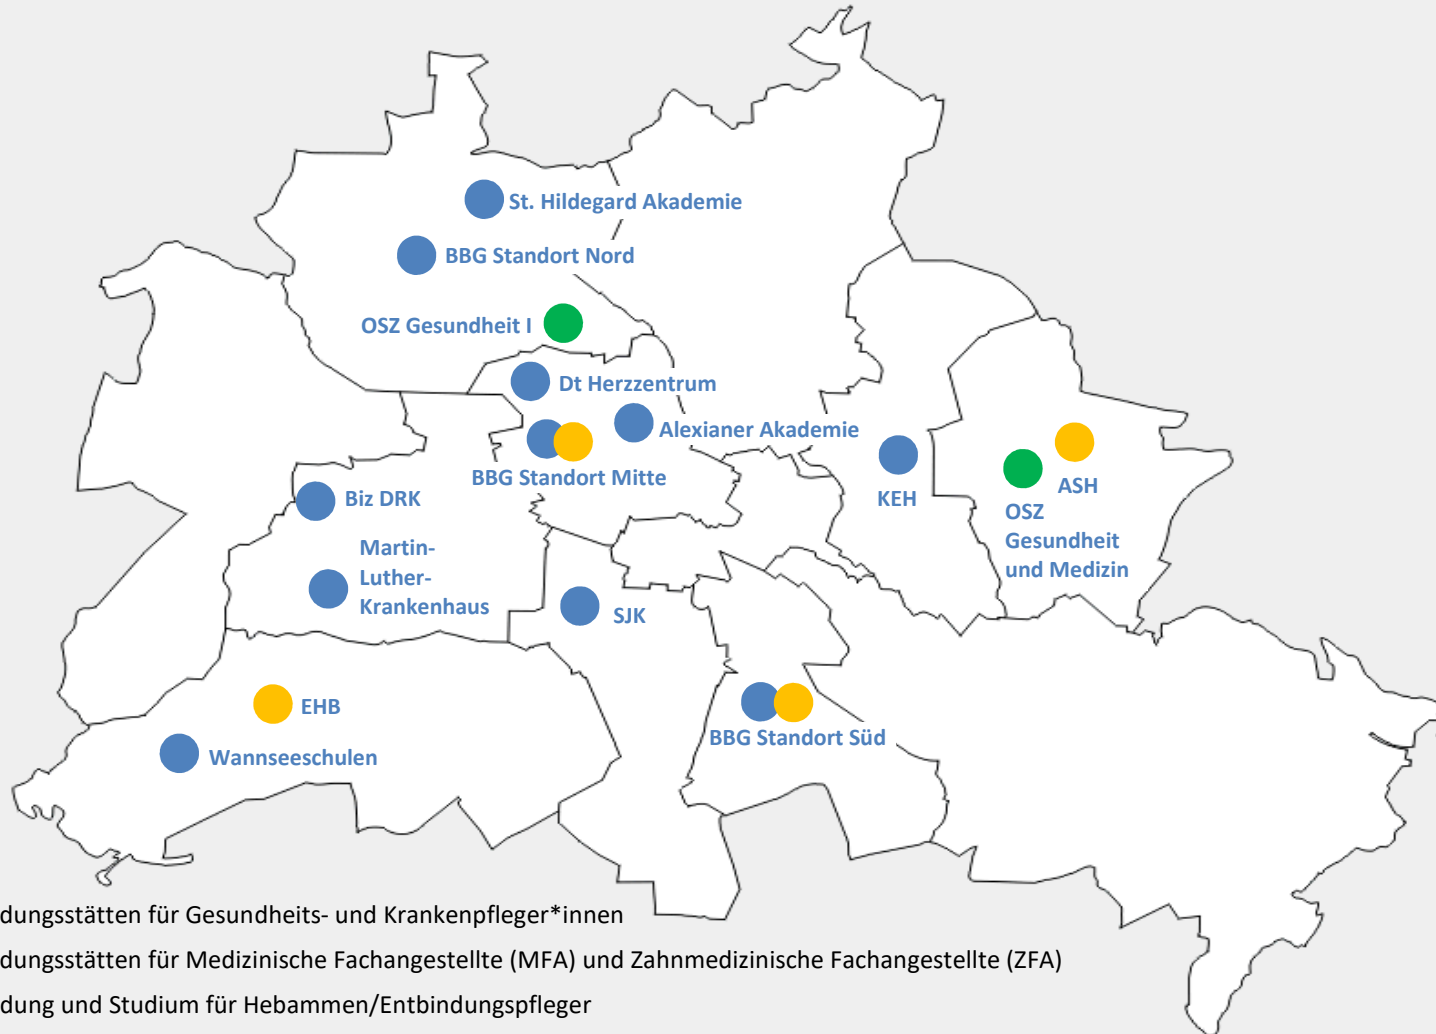 St. Hildegard Akademie
BBG Standort Nord
OSZ Gesundheit I
Dt Herzzentrum
Alexianer Akademie
BBG Standort Mitte
KEH
ASH
OSZ
Gesundheit
und Medizin
Biz DRK
Martin-
Luther-
Krankenhaus
SJK
EHB
BBG Standort Süd
Wannseeschulen
dungsstätten für Gesundheits- und Krankenpfleger*innen
dungsstätten für Medizinische Fachangestellte (MFA) und Zahnmedizinische Fachangestellte (ZFA)
dung und Studium für Hebammen/Entbindungspfleger